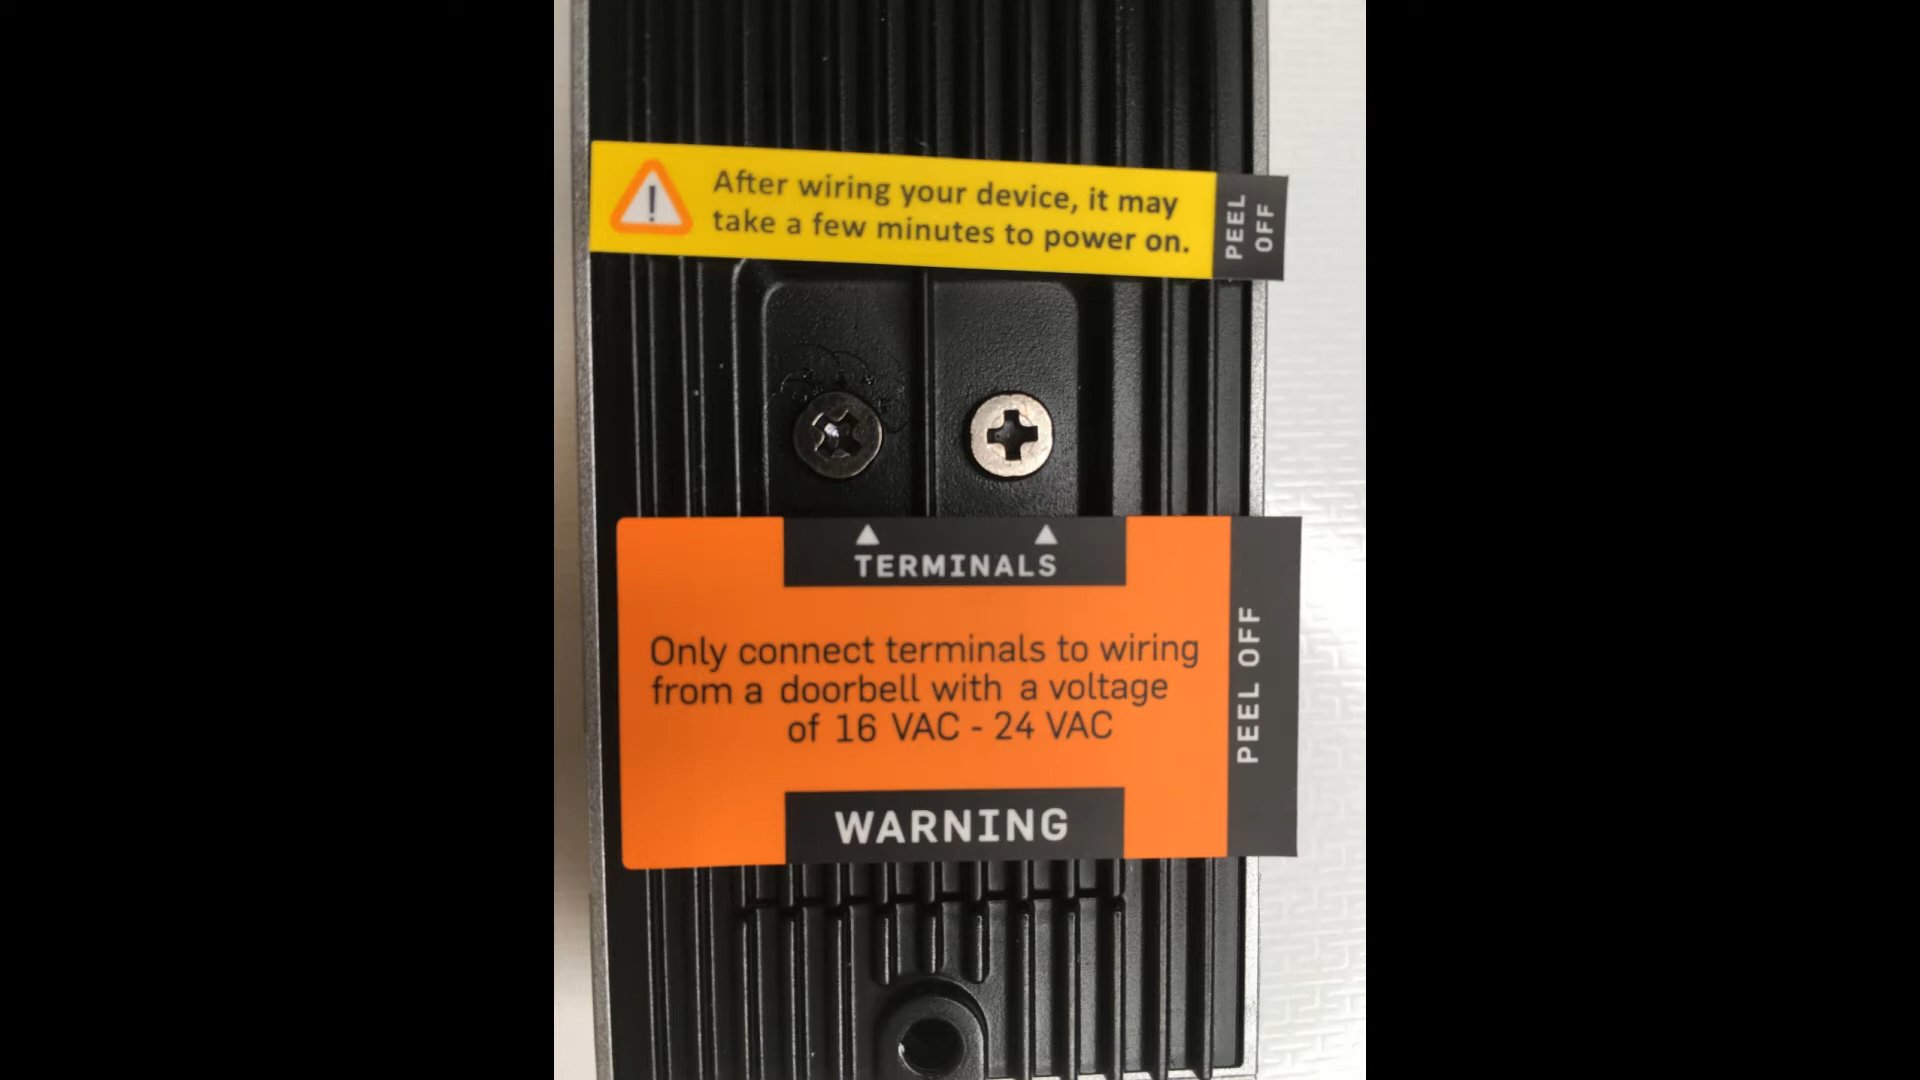 After wiring your device, it may
take a few minutes to power on.
PEEL
OFF
TERMINALS
Only connect terminals to wiring
from a doorbell with a voltage
of 16 VAC - 24 VAC
PEEL OFF
WARNING